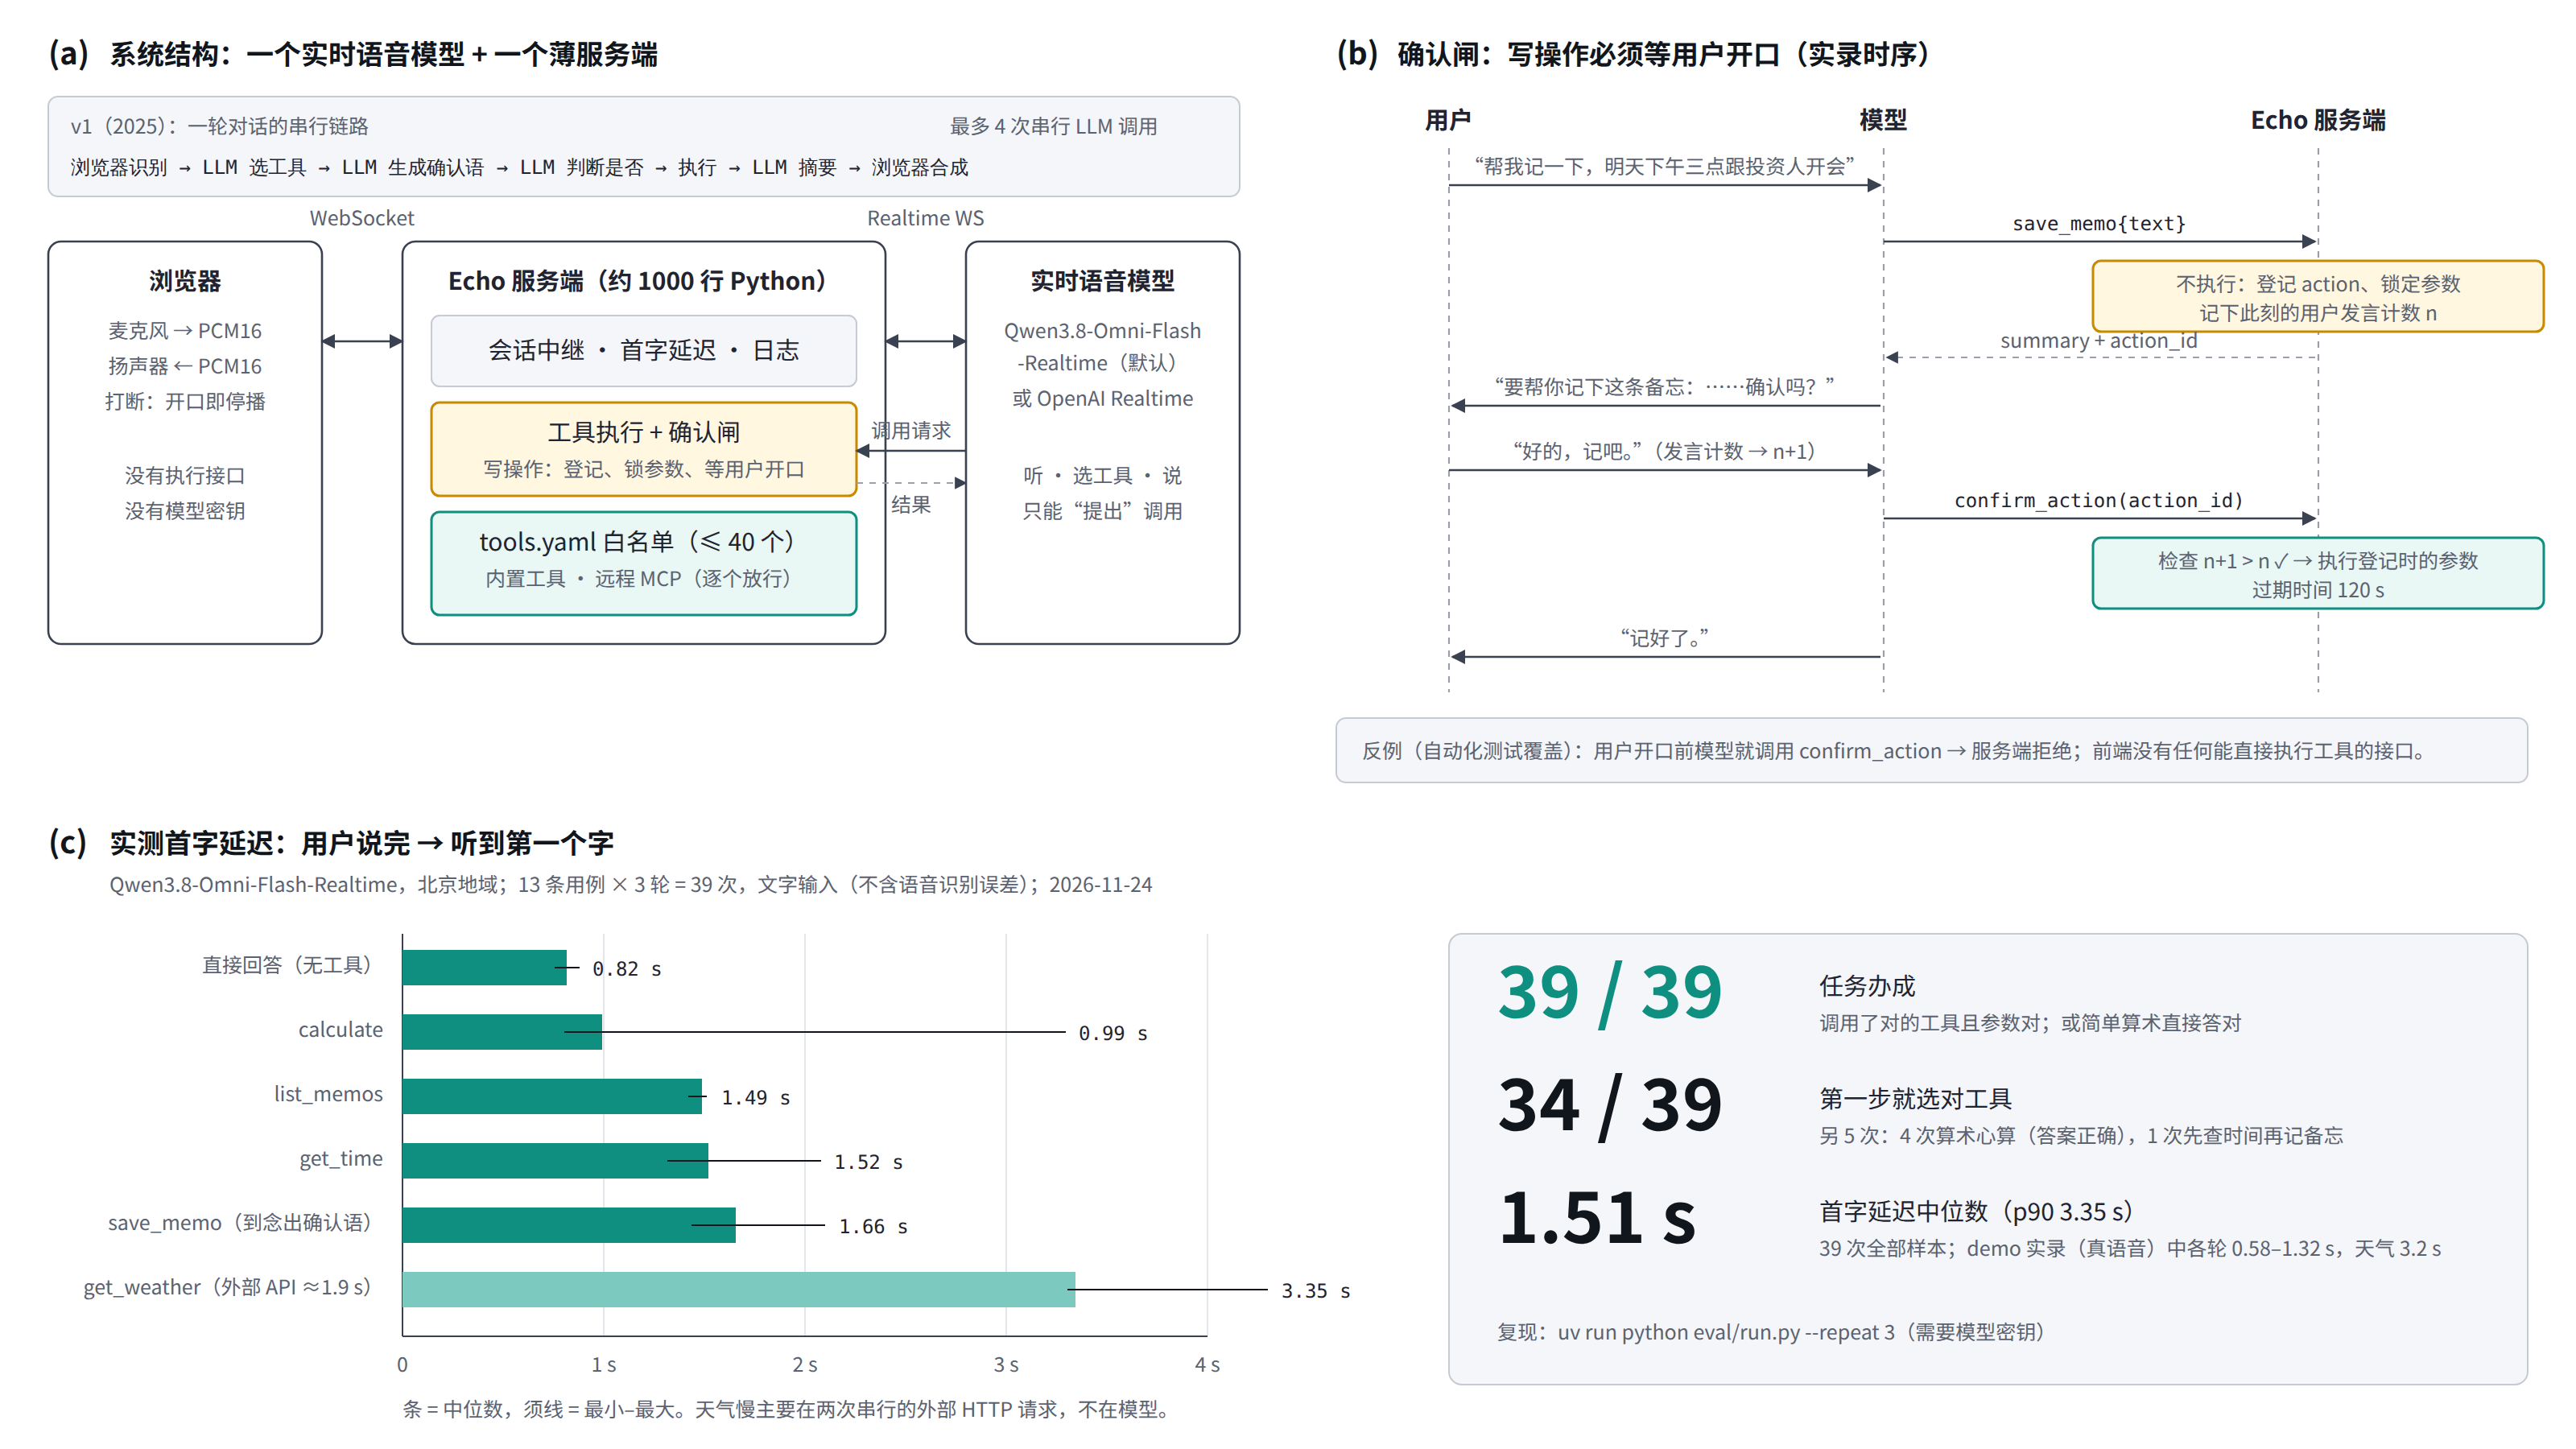 (a) 系统结构：一个实时语音模型 + 一个薄服务端
v1（2025）：一轮对话的串行链路
最多 4 次串行 LLM 调用
浏览器识别 → LLM 选工具 → LLM 生成确认语 → LLM 判断是否 → 执行 → LLM 摘要 → 浏览器合成
WebSocket
Realtime WS
浏览器
麦克风 → PCM16
扬声器 ← PCM16
打断：开口即停播
没有执行接口
没有模型密钥
Echo 服务端（约 1000 行 Python）
会话中继 · 首字延迟 · 日志
工具执行 + 确认闸
写操作：登记、锁参数、等用户开口
tools.yaml 白名单（≤ 40 个）
内置工具 · 远程 MCP（逐个放行）
调用请求
结果
实时语音模型
Qwen3.8-Omni-Flash
-Realtime（默认）
或 OpenAI Realtime
听 · 选工具 · 说
只能“提出”调用
(b) 确认闸：写操作必须等用户开口（实录时序）
用户
模型
Echo 服务端
“帮我记一下，明天下午三点跟投资人开会”
save_memo{text}
不执行：登记 action、锁定参数
记下此刻的用户发言计数 n
summary + action_id
“要帮你记下这条备忘：……确认吗？”
“好的，记吧。”（发言计数 → n+1）
confirm_action(action_id)
检查 n+1 > n ✓ → 执行登记时的参数
过期时间 120 s
“记好了。”
反例（自动化测试覆盖）：用户开口前模型就调用 confirm_action → 服务端拒绝；前端没有任何能直接执行工具的接口。
(c) 实测首字延迟：用户说完 → 听到第一个字
Qwen3.8-Omni-Flash-Realtime，北京地域；13 条用例 × 3 轮 = 39 次，文字输入（不含语音识别误差）；2026-11-24
直接回答（无工具）
0.82 s
calculate
0.99 s
list_memos
1.49 s
get_time
1.52 s
save_memo（到念出确认语）
1.66 s
get_weather（外部 API ≈1.9 s）
3.35 s
0
1 s
2 s
3 s
4 s
条 = 中位数，须线 = 最小–最大。天气慢主要在两次串行的外部 HTTP 请求，不在模型。
39 / 39
任务办成
调用了对的工具且参数对；或简单算术直接答对
34 / 39
第一步就选对工具
另 5 次：4 次算术心算（答案正确），1 次先查时间再记备忘
1.51 s
首字延迟中位数（p90 3.35 s）
39 次全部样本；demo 实录（真语音）中各轮 0.58–1.32 s，天气 3.2 s
复现：uv run python eval/run.py --repeat 3（需要模型密钥）